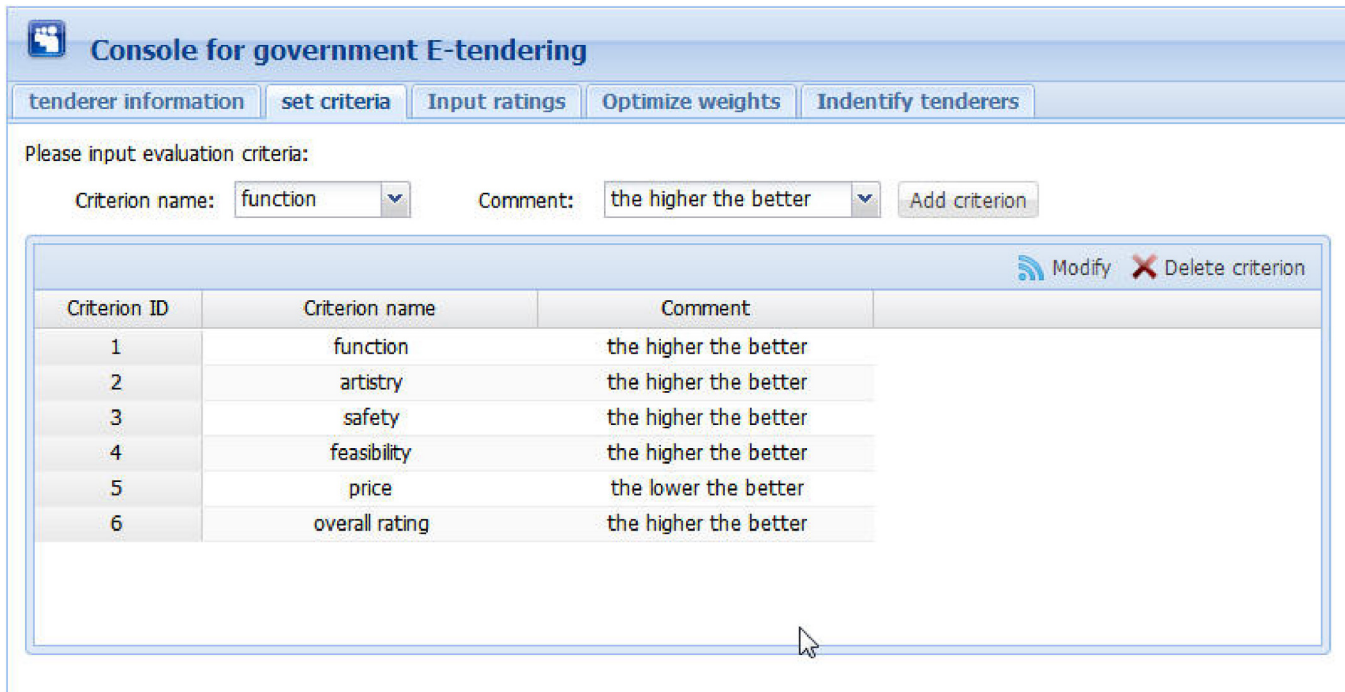 Console for government E-tendering
tenderer information set criteria Input ratings Optimize weights Indentify tenderers
Please input evaluation criteria:
Criterion name: function Comment: the higher the better Add criterion
Modify Delete criterion
Criterion ID Criterion name Comment
1 function the higher the better
2 artistry the higher the better
3 safety the higher the better
4 feasibility the higher the better
5 price the lower the better
6 overall rating the higher the better